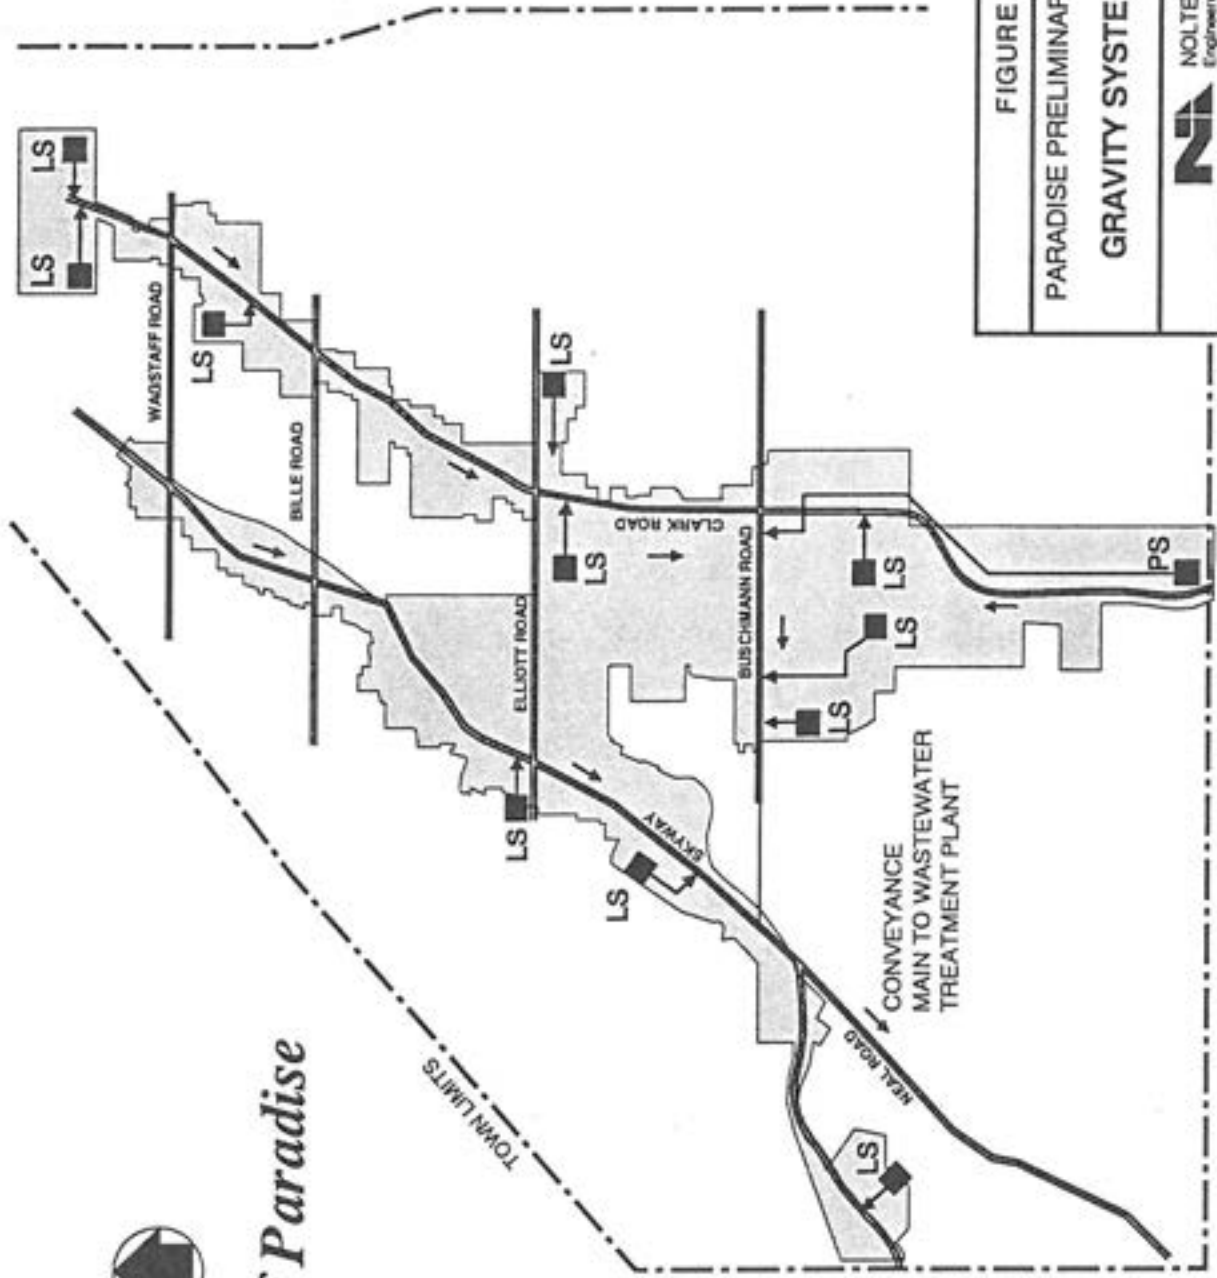 Paradise
TOWN LIMITS
LS
LS
WAGSTAFF ROAD
LS
BILLE ROAD
LS
ELLIOTT ROAD
LS
LS
CLARK ROAD
LS
SKYWAY
BUSCHMANN ROAD
LS
LS
LS
PS
CONVEYANCE
MAIN TO WASTEWATER
TREATMENT PLANT
NEAL ROAD
LS
FIGURE
PARADISE PRELIMINAR
GRAVITY SYSTE
NOLTE
Engineer